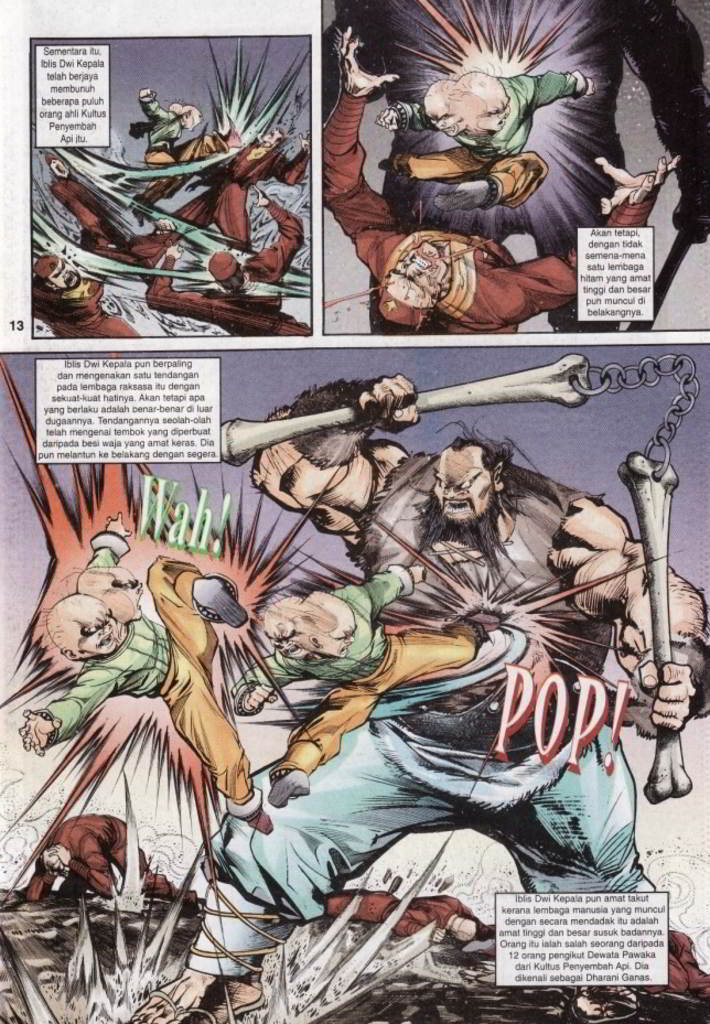 Sementara itu,
Iblis Dwi Kepala
telah berjaya
membunuh
beberapa puluh
orang ahli Kultus
Penyembah
Api itu.
Akan tetapi,
dengan tidak
semena-mena
satu lembaga
hitam yang amat
tinggi dan besar
pun muncul di
belakangnya.
13
Iblis Dwi Kepala pun berpaling
dan mengenakan satu tendangan
pada lembaga raksasa itu dengan
sekuat-kuat hatinya. Akan tetapi apa
yang berlaku adalah benar-benar di luar
dugaannya. Tendangannya seolah-olah
telah mengenai tembok yang diperbuat
daripada besi waja yang amat keras. Dia
pun melantun ke belakang dengan segera.
Wah!
POP!
Iblis Dwi Kepala pun amat takut
kerana lembaga manusia yang muncul
dengan secara mendadak itu adalah
amat tinggi dan besar susuk badannya.
Orang itu ialah salah seorang daripada
12 orang pengikut Dewata Pawaka
dari Kultus Penyembah Api. Dia
dikenali sebagai Dharani Ganas.